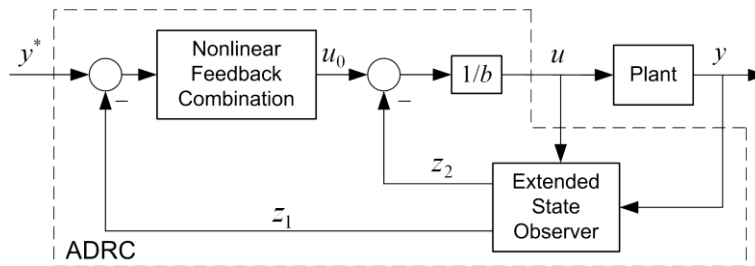 y*
−
Nonlinear
Feedback
Combination
u₀
−
1/b
u
Plant
y
z₂
z₁
Extended
State
Observer
ADRC